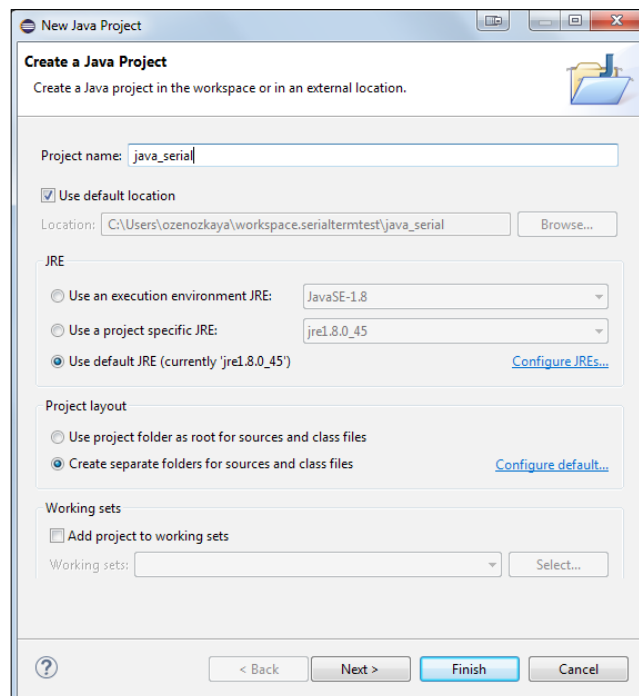 New Java Project
Create a Java Project
Create a Java project in the workspace or in an external location.
Project name: java_serial
Use default location
Location: C:\Users\ozenozkaya\workspace.serialtermtest\java_serial Browse...
JRE
Use an execution environment JRE: JavaSE-1.8
Use a project specific JRE: jre1.8.0_45
Use default JRE (currently 'jre1.8.0_45') Configure JREs...
Project layout
Use project folder as root for sources and class files
Create separate folders for sources and class files Configure default...
Working sets
Add project to working sets
Working sets: Select...
? < Back Next > Finish Cancel